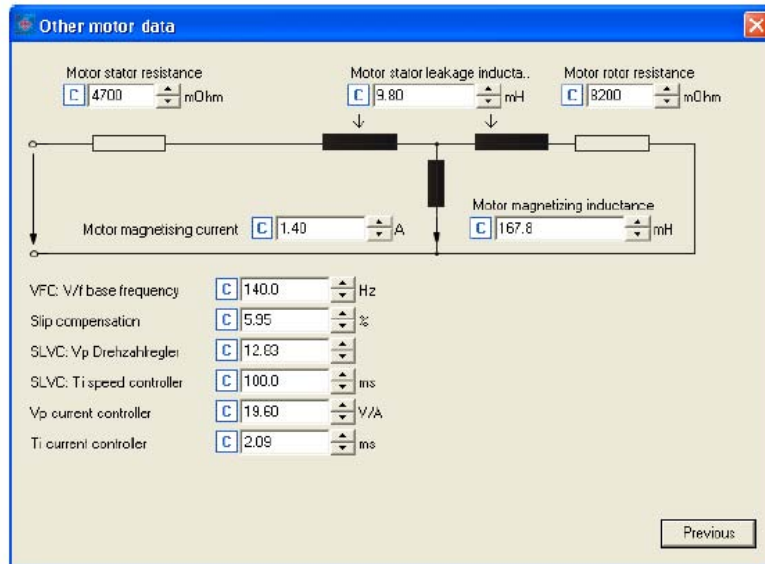 Other motor data
Motor stator resistance
C 4700 mOhm
Motor stator leakage inducta..
C 9.80 mH
Motor rotor resistance
C 8200 mOhm
Motor magnetising current C 1.40 A
Motor magnetizing inductance
C 167.8 mH
VFC: V/f base frequency C 140.0 Hz
Slip compensation C 5.95 %
SLVC: Vp Drehzahlregler C 12.83
SLVC: Ti speed controller C 100.0 ms
Vp current controller C 19.60 V/A
Ti current controller C 2.09 ms
Previous